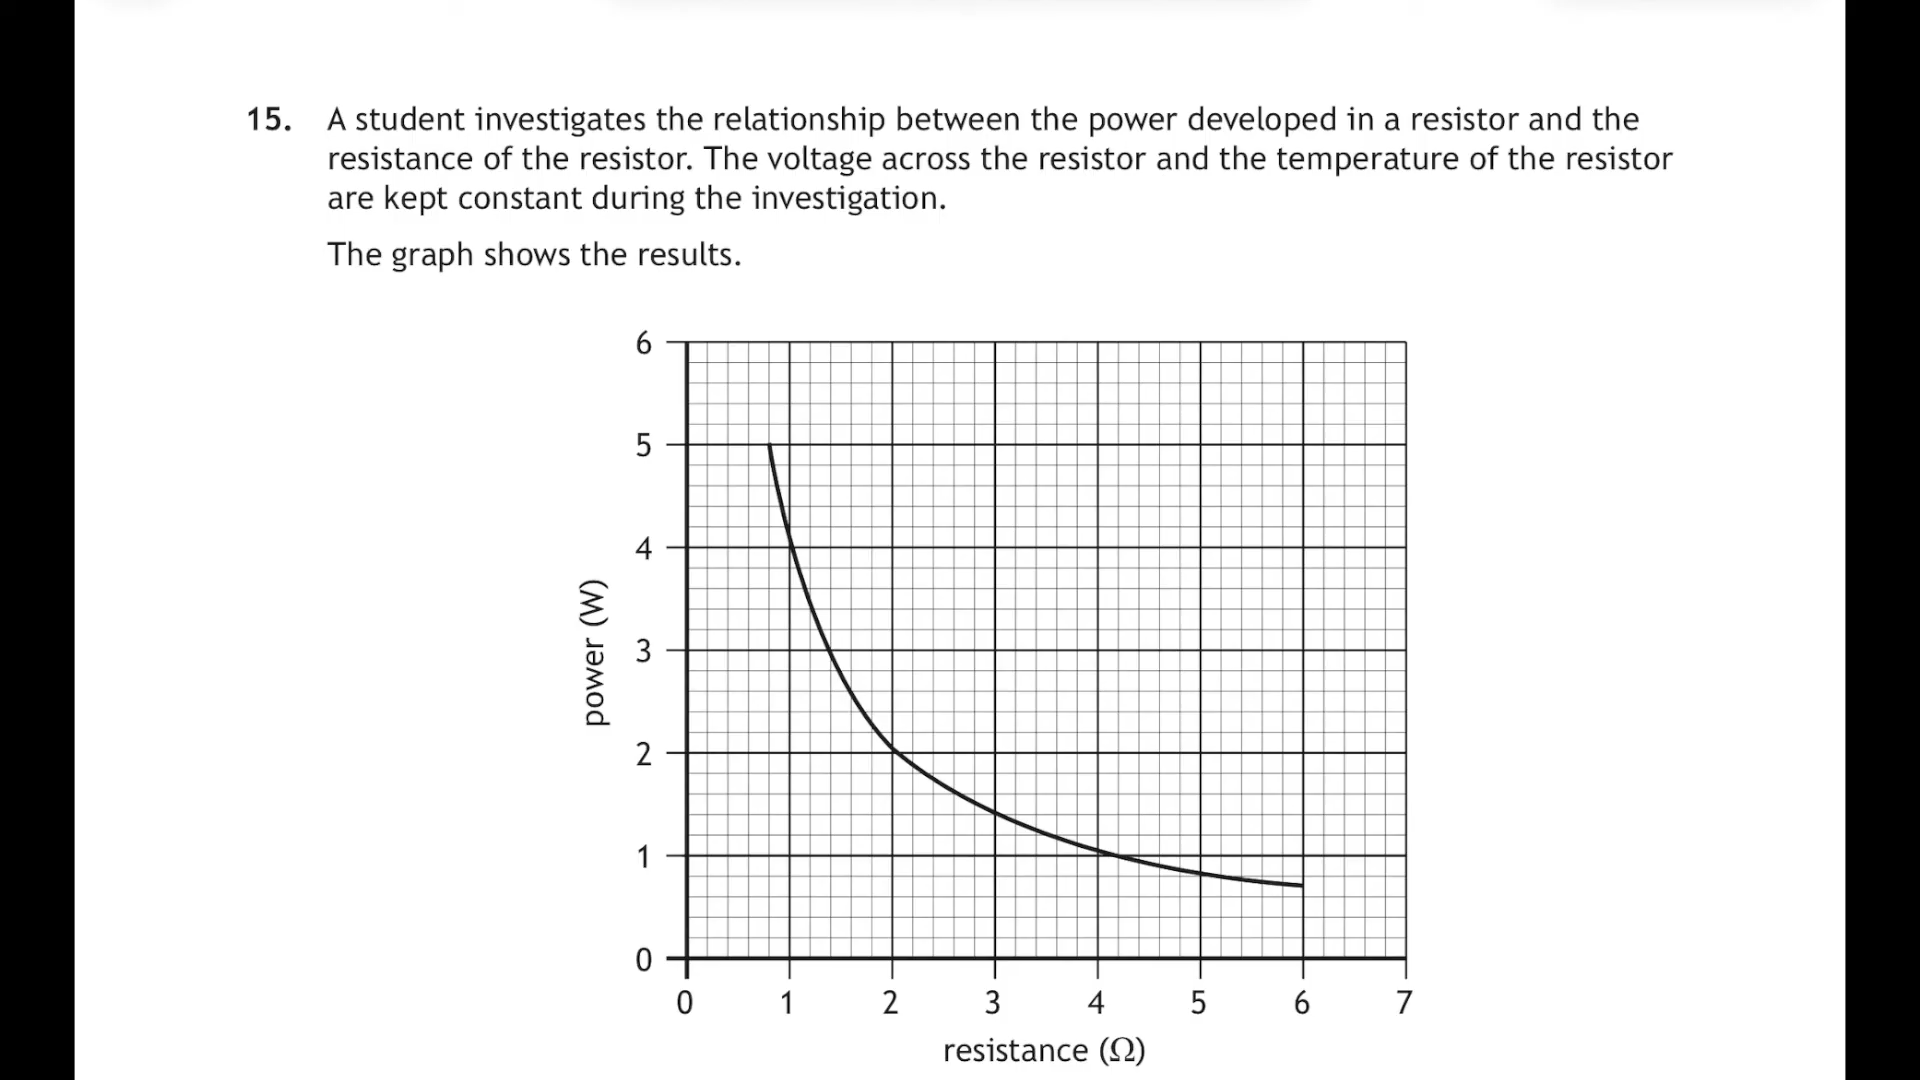 15. A student investigates the relationship between the power developed in a resistor and the
resistance of the resistor. The voltage across the resistor and the temperature of the resistor
are kept constant during the investigation.
The graph shows the results.
6
5
4
3
2
1
0
power (W)
0 1 2 3 4 5 6 7
resistance (Ω)